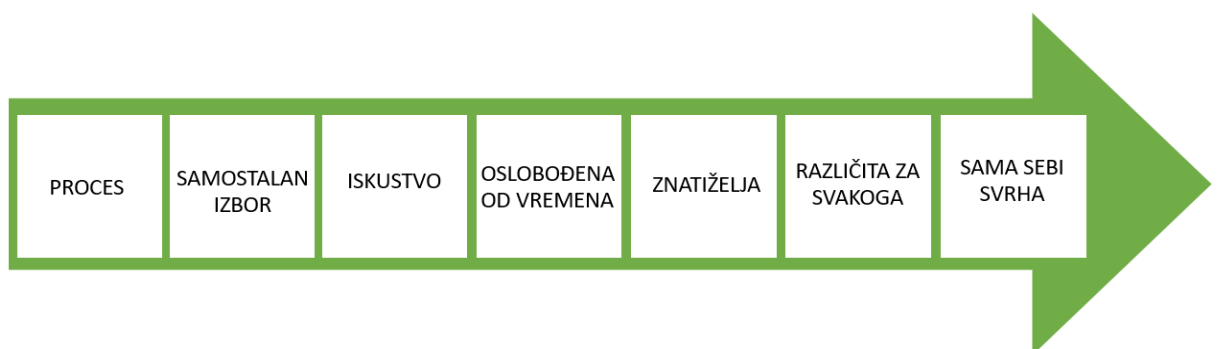 PROCES
SAMOSTALAN
IZBOR
ISKUSTVO
OSLOBOĐENA
OD VREMENA
ZNATIŽELJA
RAZLIČITA ZA
SVAKOGA
SAMA SEBI
SVRHA